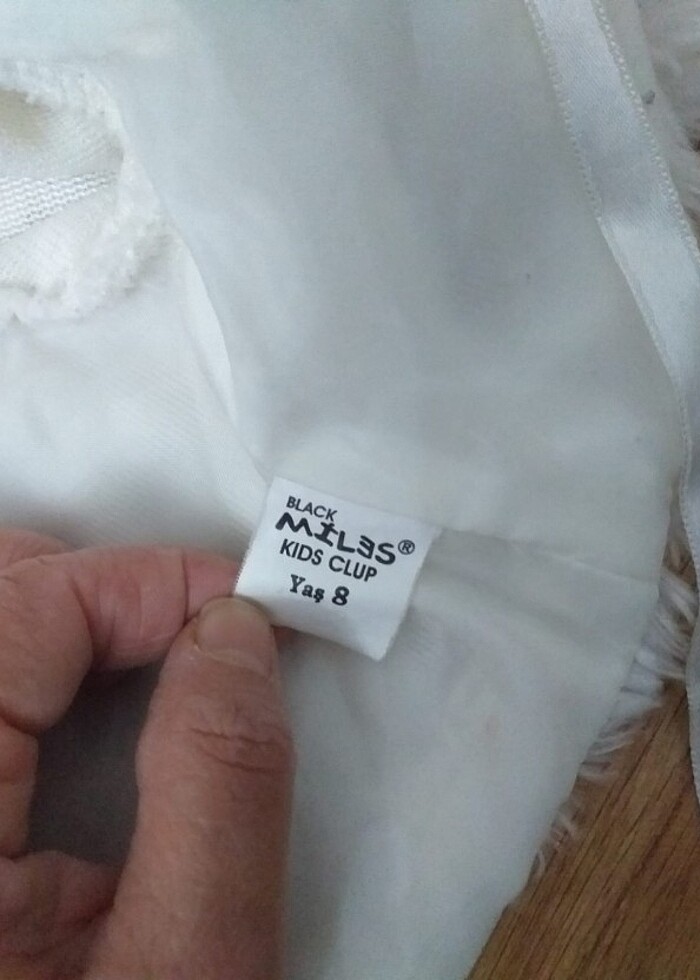 BLACK
MİLES®
KIDS CLUP
Yaş 8